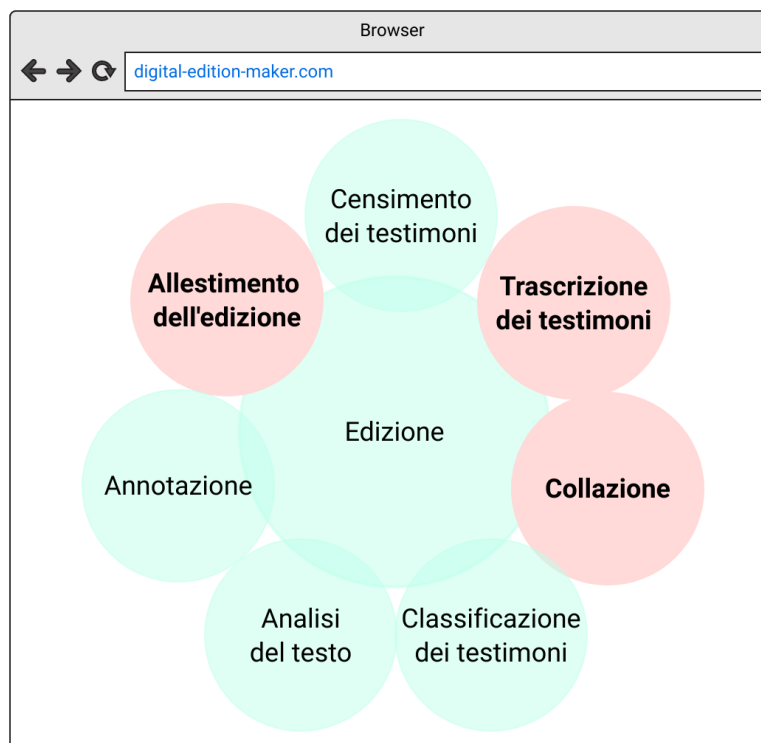 Browser
digital-edition-maker.com
Censimento
dei testimoni
Allestimento
dell'edizione
Trascrizione
dei testimoni
Edizione
Annotazione
Collazione
Analisi
del testo
Classificazione
dei testimoni